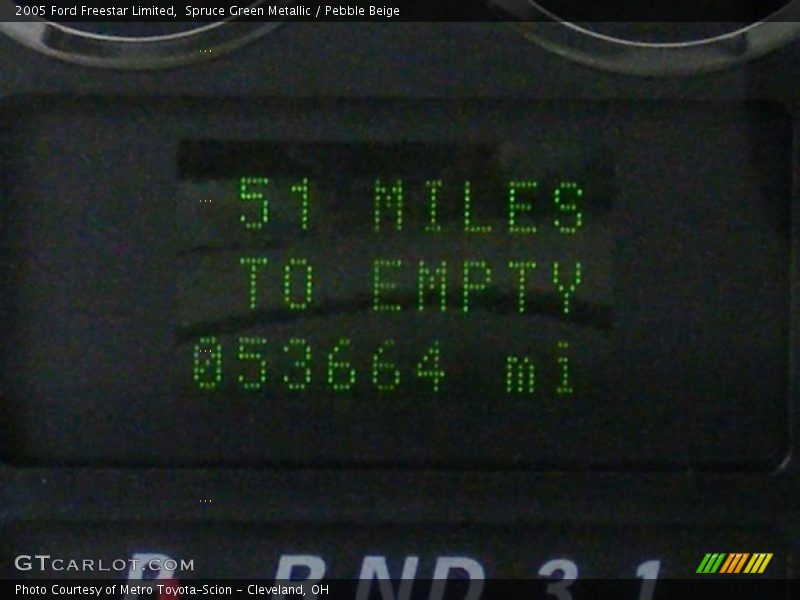 2005 Ford Freestar Limited,  Spruce Green Metallic / Pebble Beige
51 MILES
TO EMPTY
053664 mi
P R N D 3 1
GTCARLOT.COM
Photo Courtesy of Metro Toyota-Scion - Cleveland, OH